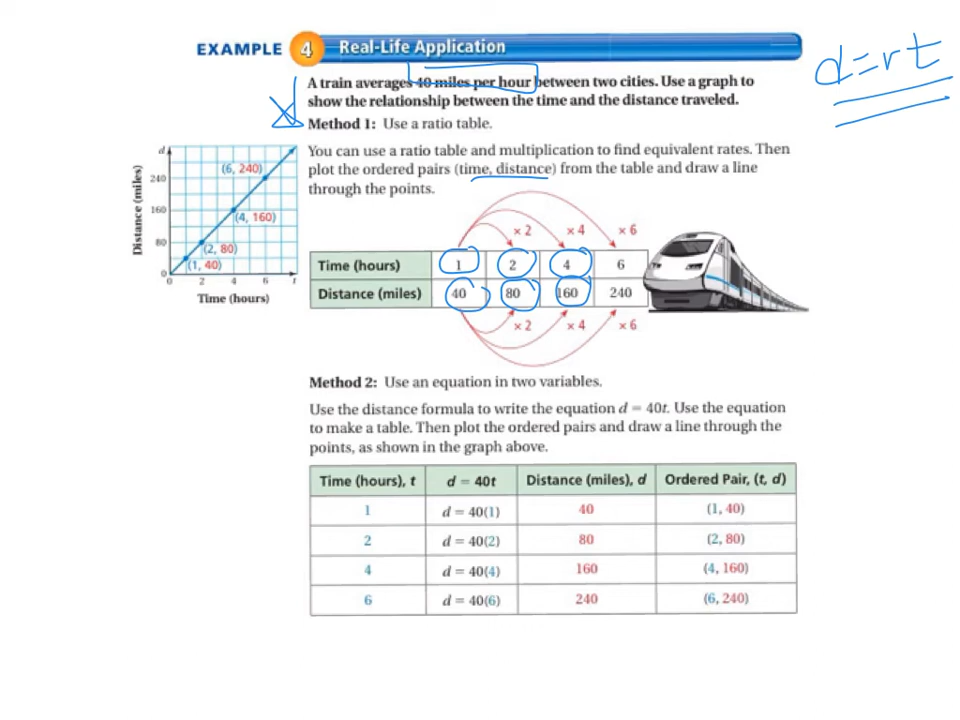 EXAMPLE 4 Real-Life Application
d=rt
A train averages 40 miles per hour between two cities. Use a graph to
show the relationship between the time and the distance traveled.
Method 1: Use a ratio table.
You can use a ratio table and multiplication to find equivalent rates. Then
plot the ordered pairs (time, distance) from the table and draw a line
through the points.
d
Distance (miles)
240
160
80
0
(6, 240)
(4, 160)
(2, 80)
(1, 40)
0 2 4 6 t
Time (hours)
× 2 × 4 × 6
Time (hours) 1 2 4 6
Distance (miles) 40 80 160 240
× 2 × 4 × 6
Method 2: Use an equation in two variables.
Use the distance formula to write the equation d = 40t. Use the equation
to make a table. Then plot the ordered pairs and draw a line through the
points, as shown in the graph above.
Time (hours), t d = 40t Distance (miles), d Ordered Pair, (t, d)
1 d = 40(1) 40 (1, 40)
2 d = 40(2) 80 (2, 80)
4 d = 40(4) 160 (4, 160)
6 d = 40(6) 240 (6, 240)